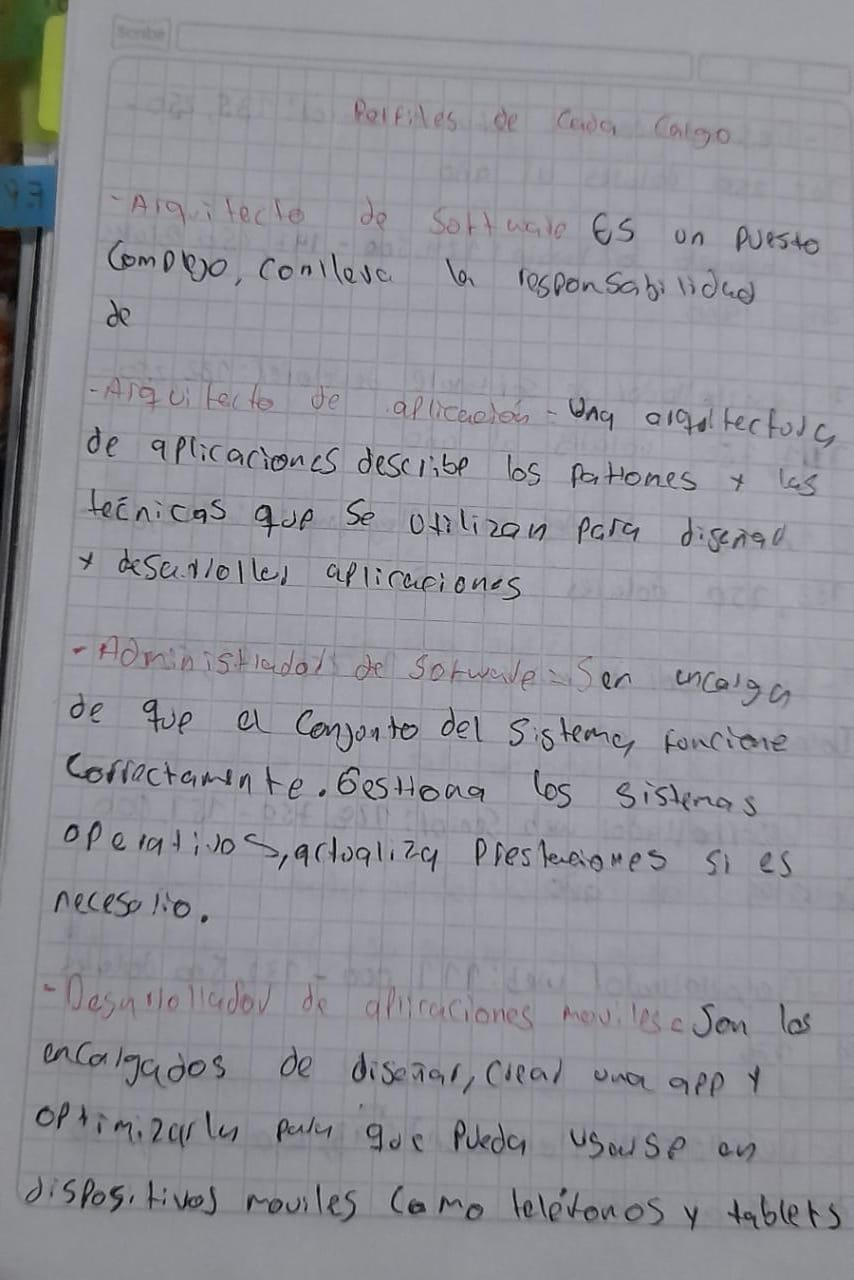 Scribe
Perfiles de Cada Cargo
-Arquitecto de Software ES un puesto
Complejo, conlleva la responsabilidad
de
-Arquitecto de aplicación - Una arquitectura
de aplicaciones describe los patrones y las
tecnicas que se utilizan para diseñar
y desarrollar aplicaciones
- Administrador de Sofware = Sen encarga
de que el Conjunto del Sistema, funcione
Correctamente. Gestiona los sistemas
operativos, actualiza Prestaciones si es
necesario.
-Desarrollador de aplicaciones moviles = Son los
encargados de diseñar, crear una app y
optimizarla para que pueda usarse en
dispositivos moviles como teléfonos y tablets